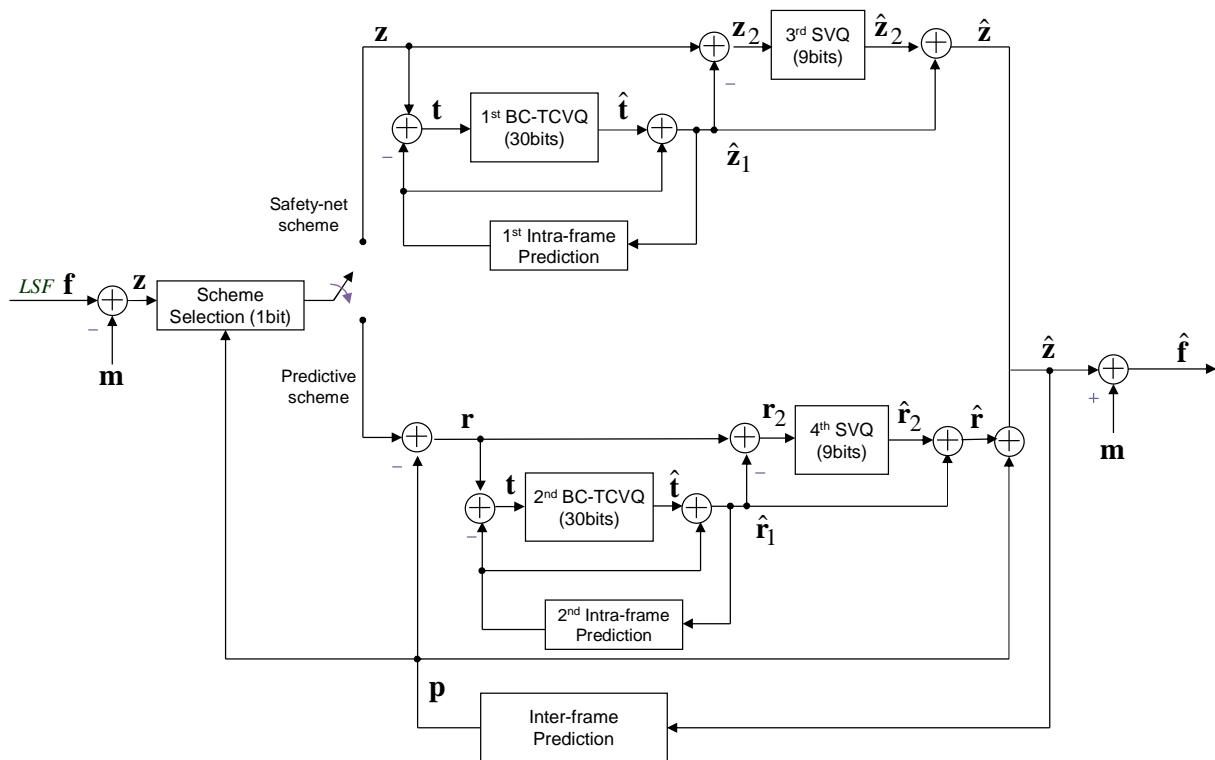 z
z₂
3rd SVQ
(9bits)
ẑ₂
ẑ
t
1st BC-TCVQ
(30bits)
t̂
ẑ₁
Safety-net
scheme
1st Intra-frame
Prediction
LSF f
z
Scheme
Selection (1bit)
m
Predictive
scheme
ẑ
f̂
m
r
r₂
4th SVQ
(9bits)
r̂₂
r̂
t
2nd BC-TCVQ
(30bits)
t̂
r̂₁
2nd Intra-frame
Prediction
p
Inter-frame
Prediction